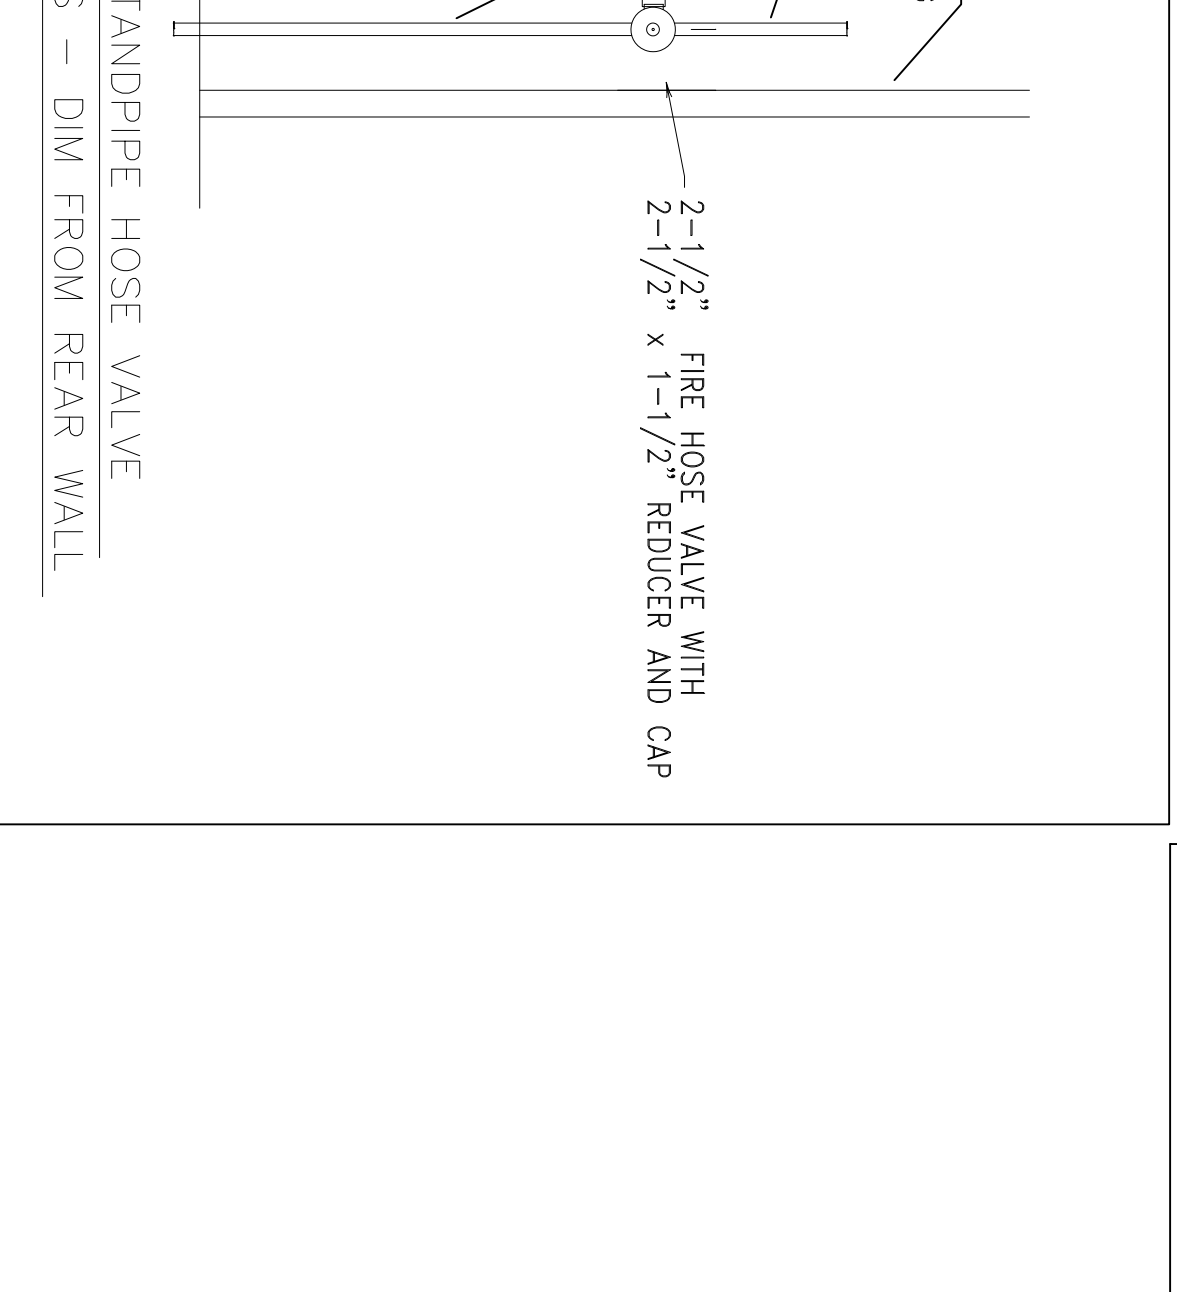 2-1/2" FIRE HOSE VALVE WITH
2-1/2" x 1-1/2" REDUCER AND CAP
TANDPIPE HOSE VALVE
S - DIM FROM REAR WALL